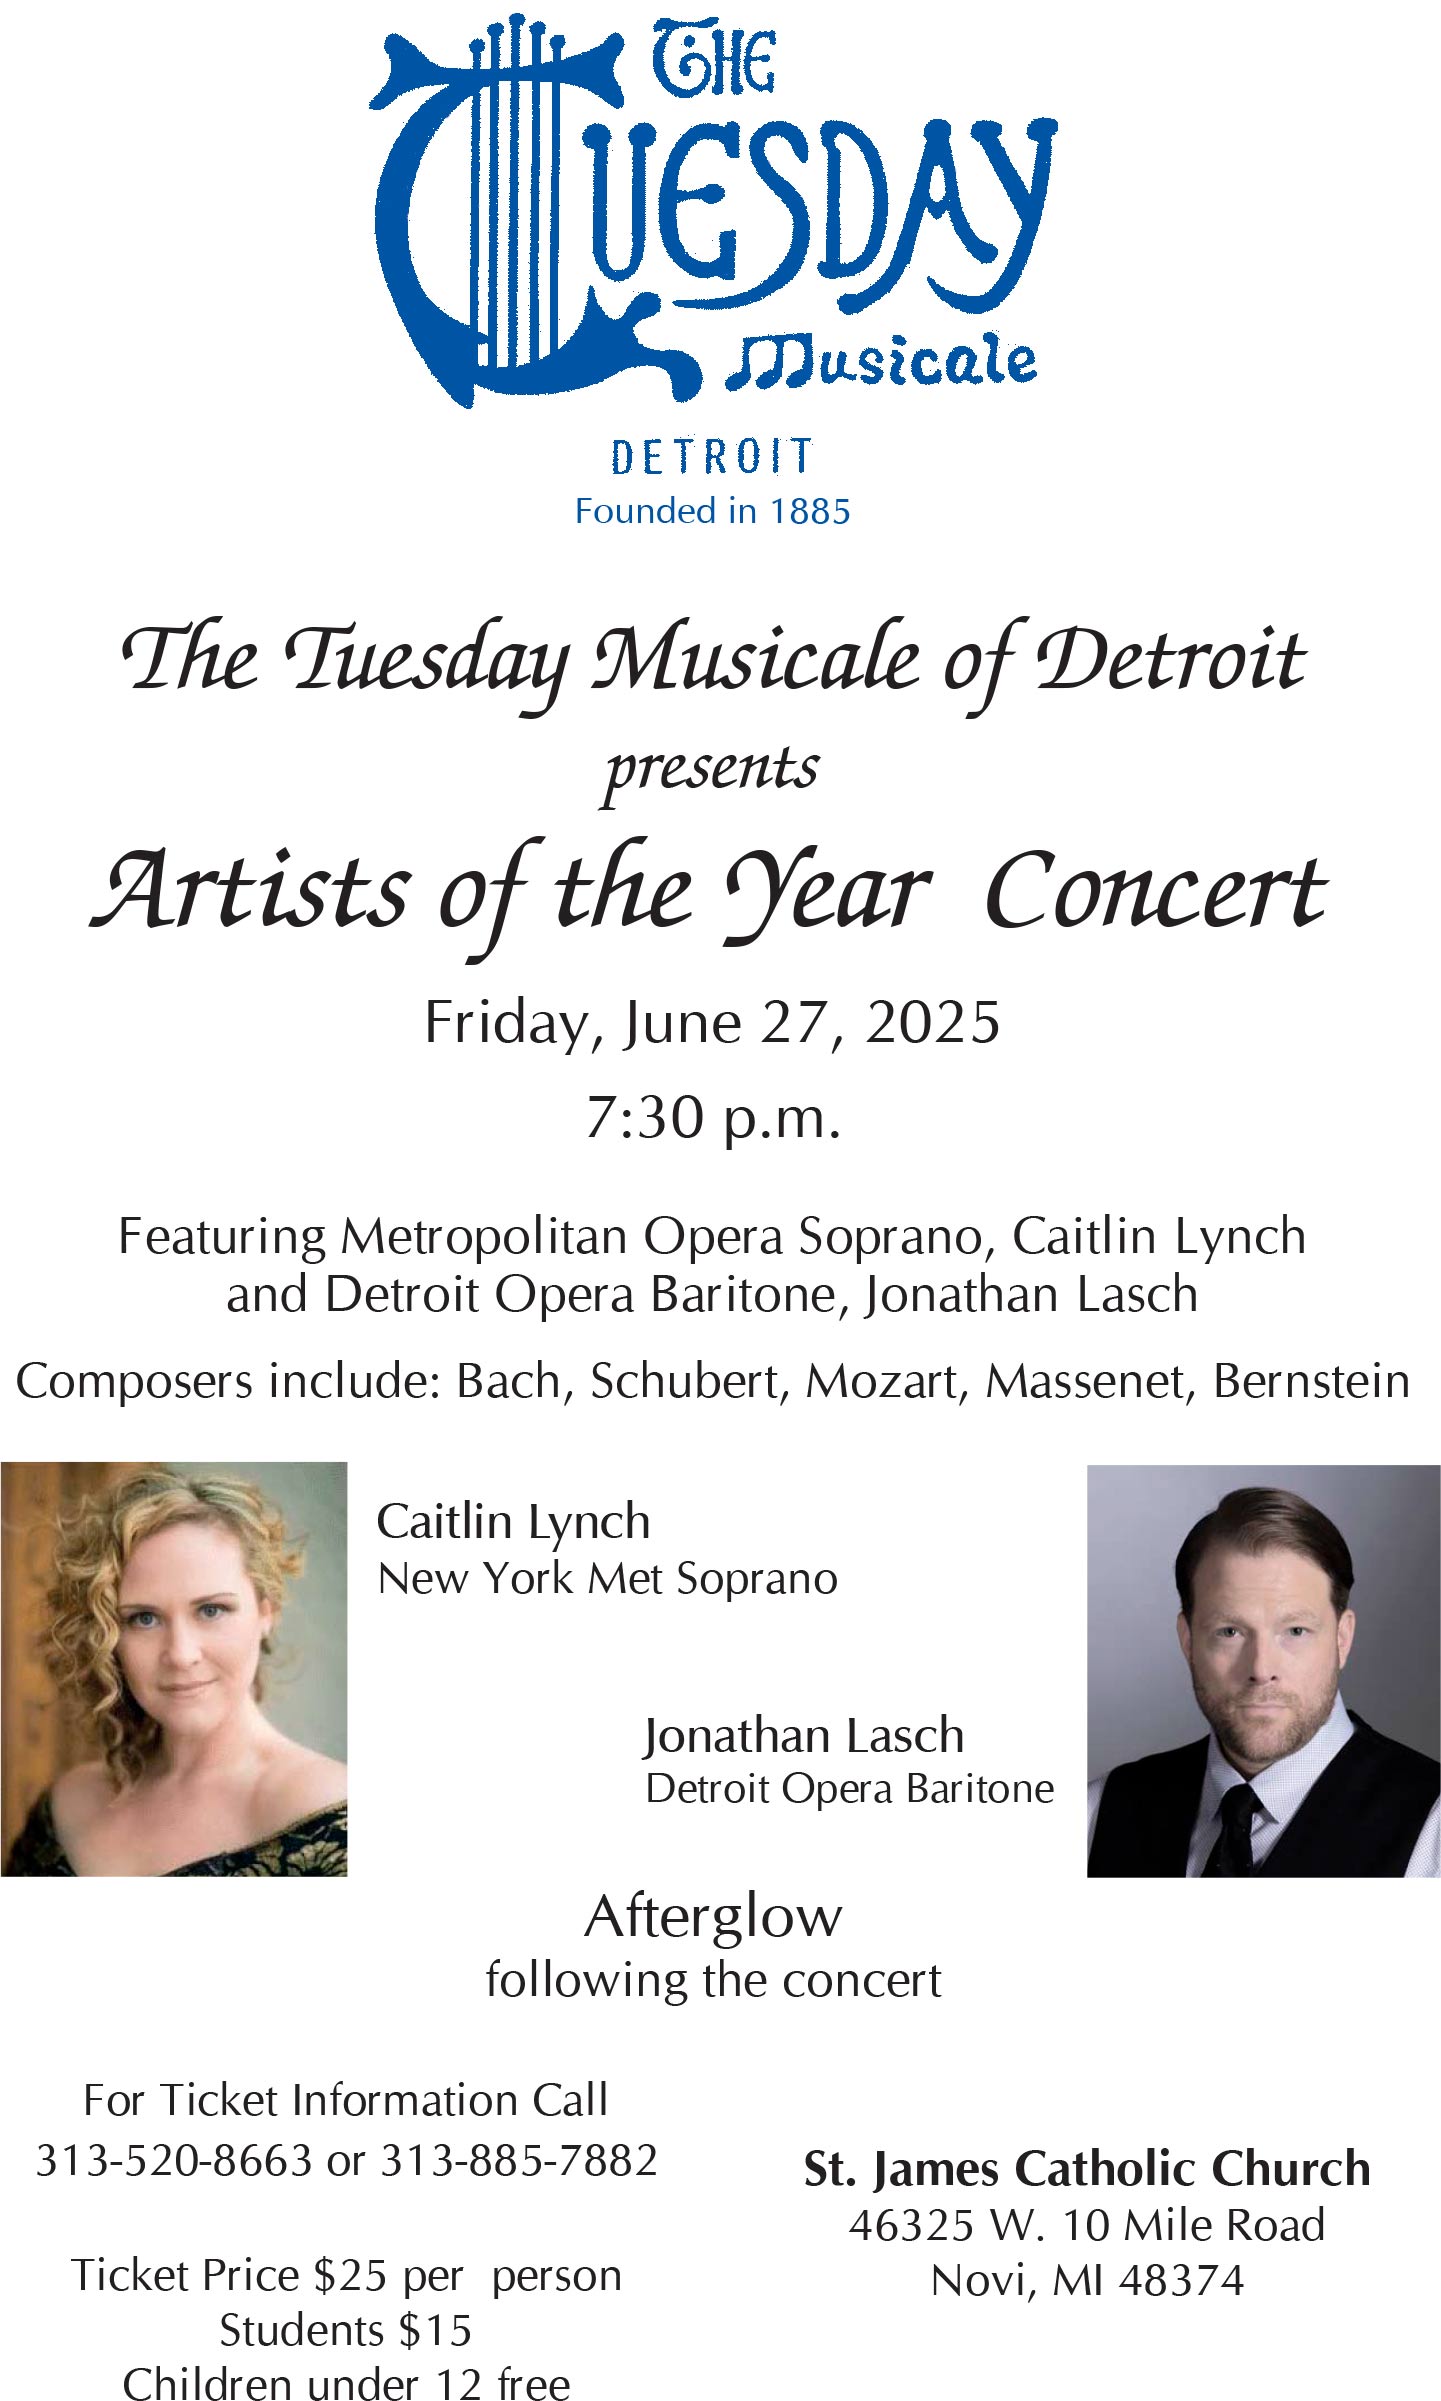 THE
TUESDAY
Musicale
DETROIT
Founded in 1885
The Tuesday Musicale of Detroit
presents
Artists of the Year Concert
Friday, June 27, 2025
7:30 p.m.
Featuring Metropolitan Opera Soprano, Caitlin Lynch
and Detroit Opera Baritone, Jonathan Lasch
Composers include: Bach, Schubert, Mozart, Massenet, Bernstein
Caitlin Lynch
New York Met Soprano
Jonathan Lasch
Detroit Opera Baritone
Afterglow
following the concert
For Ticket Information Call
313-520-8663 or 313-885-7882
Ticket Price $25 per person
Students $15
Children under 12 free
St. James Catholic Church
46325 W. 10 Mile Road
Novi, MI 48374